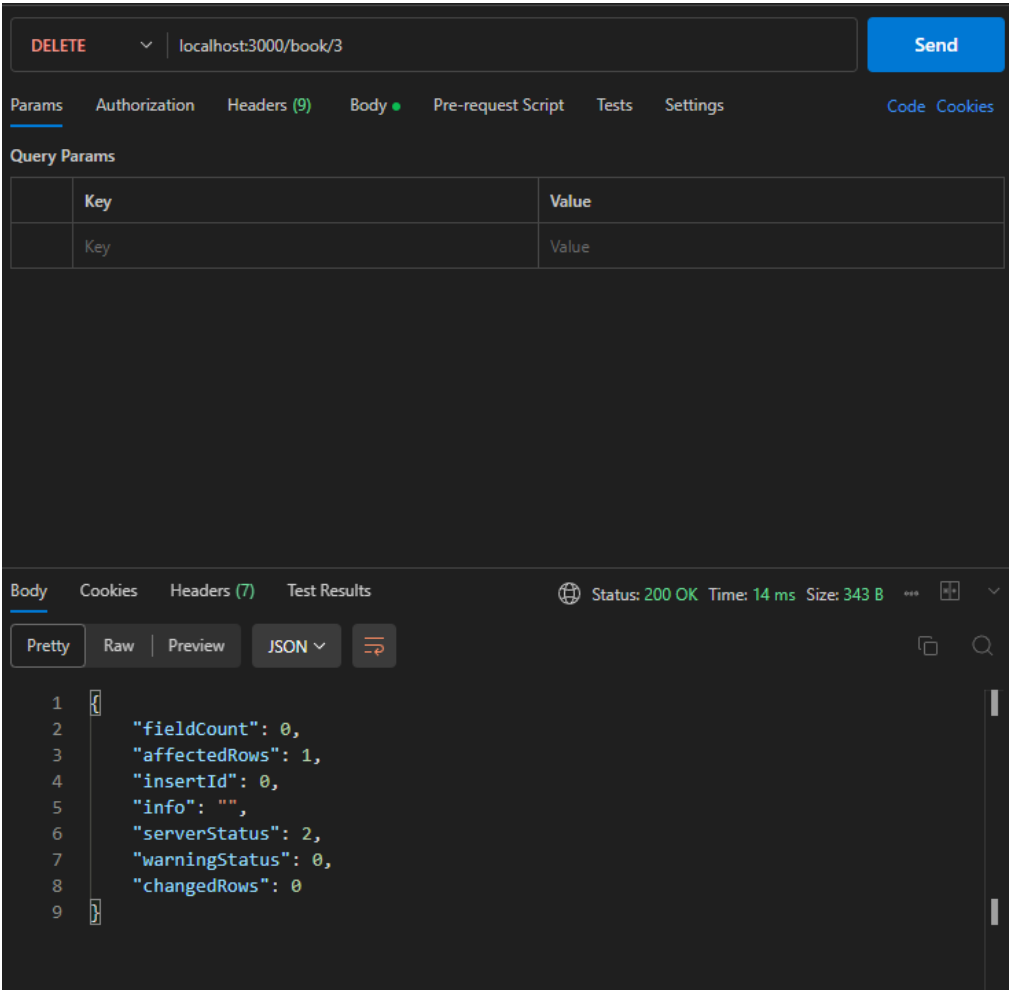 DELETE localhost:3000/book/3 Send
Params Authorization Headers (9) Body Pre-request Script Tests Settings Code Cookies
Query Params
Key Value
Key Value
Body Cookies Headers (7) Test Results Status: 200 OK Time: 14 ms Size: 343 B
Pretty Raw Preview JSON
1 {
2 "fieldCount": 0,
3 "affectedRows": 1,
4 "insertId": 0,
5 "info": "",
6 "serverStatus": 2,
7 "warningStatus": 0,
8 "changedRows": 0
9 }